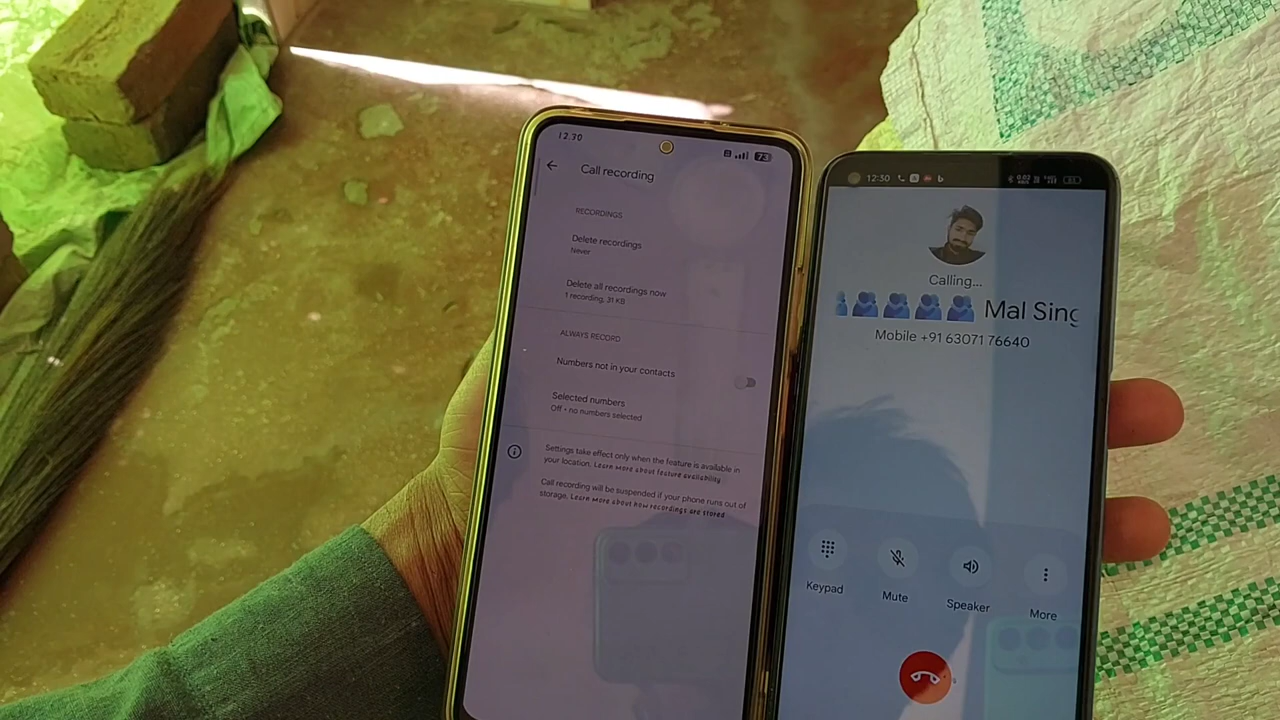 12.30
73
Call recording
RECORDINGS
Delete recordings
Never
Delete all recordings now
1 recording, 31 KB
ALWAYS RECORD
Numbers not in your contacts
Selected numbers
Off • no numbers selected
Settings take effect only when the feature is available in
your location. Learn more about feature availability
Call recording will be suspended if your phone runs out of
storage. Learn more about how recordings are stored
12:30
Calling...
Mal Sing
Mobile +91 63071 76640
Keypad
Mute
Speaker
More